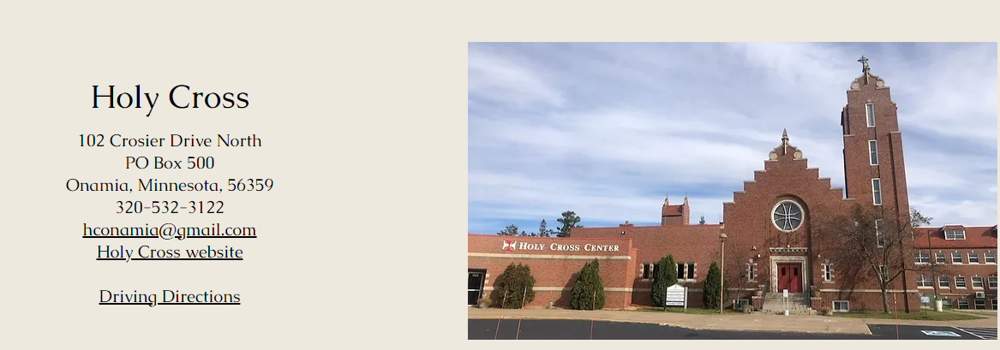 Holy Cross
102 Crosier Drive North
PO Box 500
Onamia, Minnesota, 56359
320-532-3122
hconamia@gmail.com
Holy Cross website
Driving Directions
HOLY CROSS CENTER